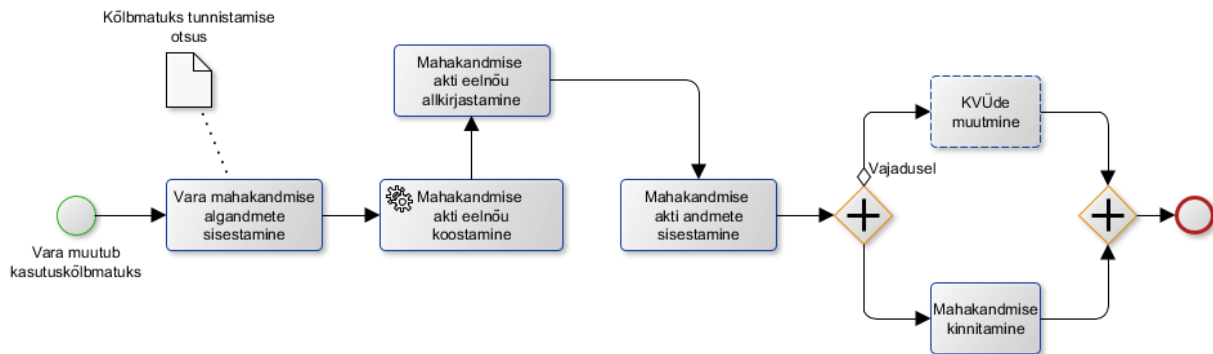 Kõlbmatuks tunnistamise
otsus
Vara muutub
kasutuskõlbmatuks
Vara mahakandmise
algandmete
sisestamine
Mahakandmise
akti eelnõu
koostamine
Mahakandmise
akti eelnõu
allkirjastamine
Mahakandmise
akti andmete
sisestamine
Vajadusel
KVÜde
muutmine
Mahakandmise
kinnitamine